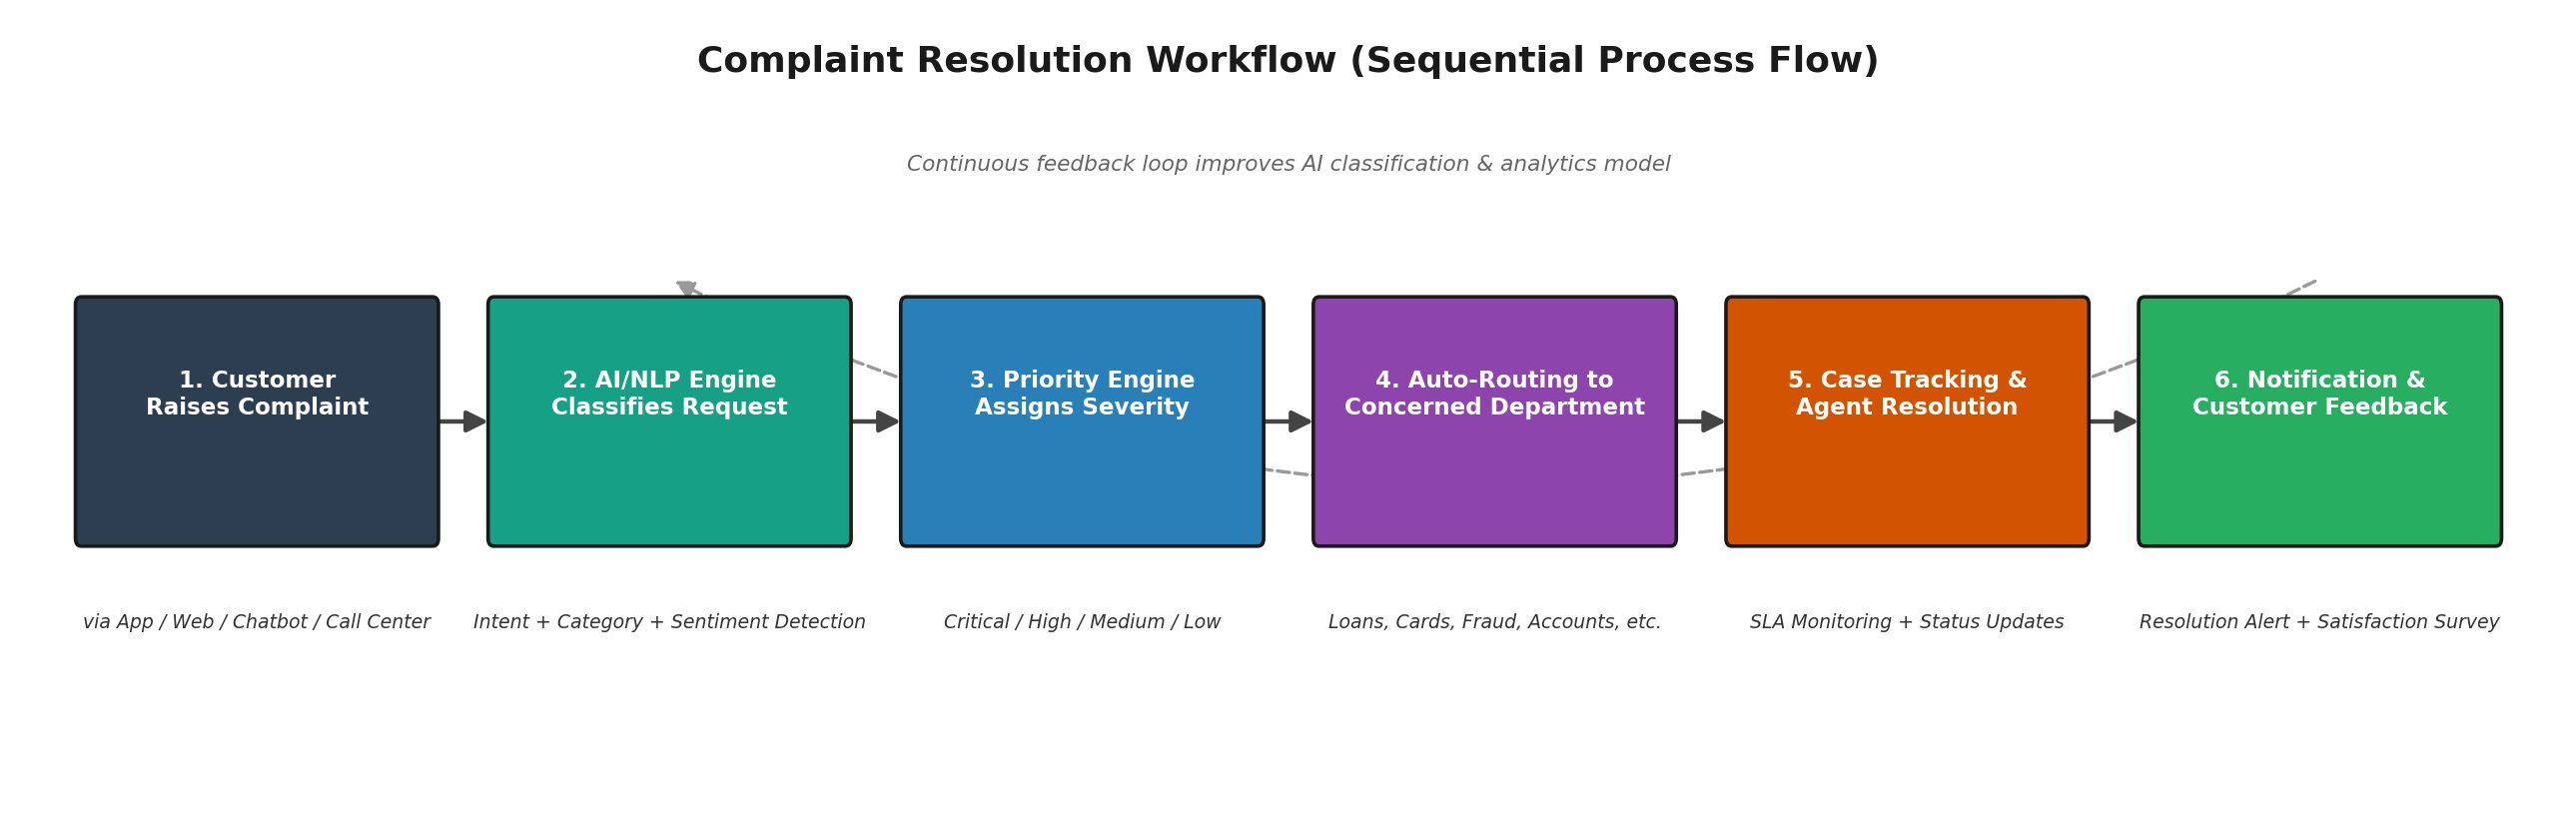 Complaint Resolution Workflow (Sequential Process Flow)
Continuous feedback loop improves AI classification & analytics model
1. Customer
Raises Complaint
2. AI/NLP Engine
Classifies Request
3. Priority Engine
Assigns Severity
4. Auto-Routing to
Concerned Department
5. Case Tracking &
Agent Resolution
6. Notification &
Customer Feedback
via App / Web / Chatbot / Call Center
Intent + Category + Sentiment Detection
Critical / High / Medium / Low
Loans, Cards, Fraud, Accounts, etc.
SLA Monitoring + Status Updates
Resolution Alert + Satisfaction Survey